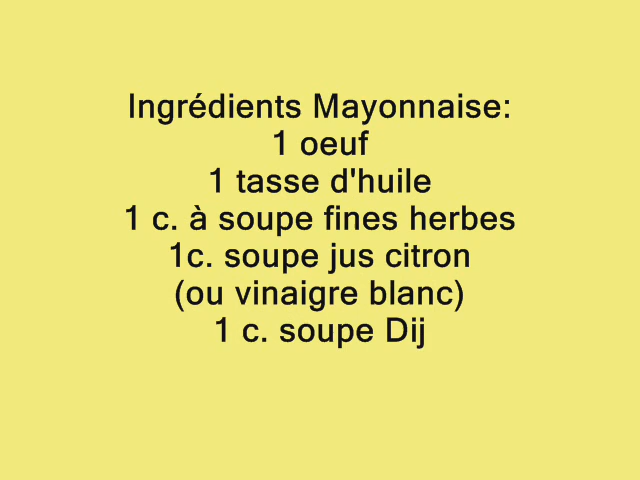 Ingrédients Mayonnaise:
1 oeuf
1 tasse d'huile
1 c. à soupe fines herbes
1c. soupe jus citron
(ou vinaigre blanc)
1 c. soupe Dij